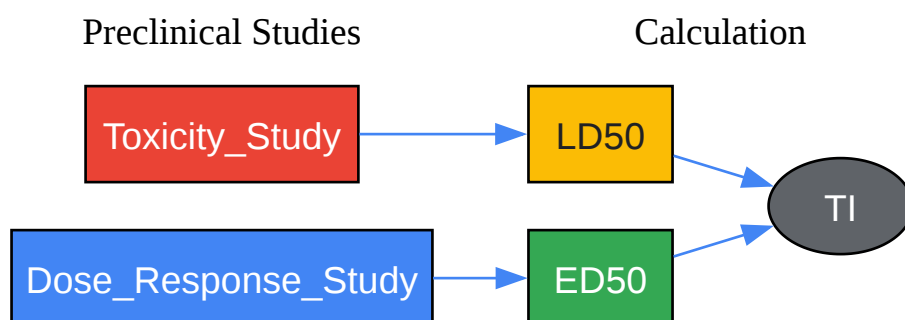 Preclinical Studies
Calculation
Toxicity_Study
LD50
TI
Dose_Response_Study
ED50